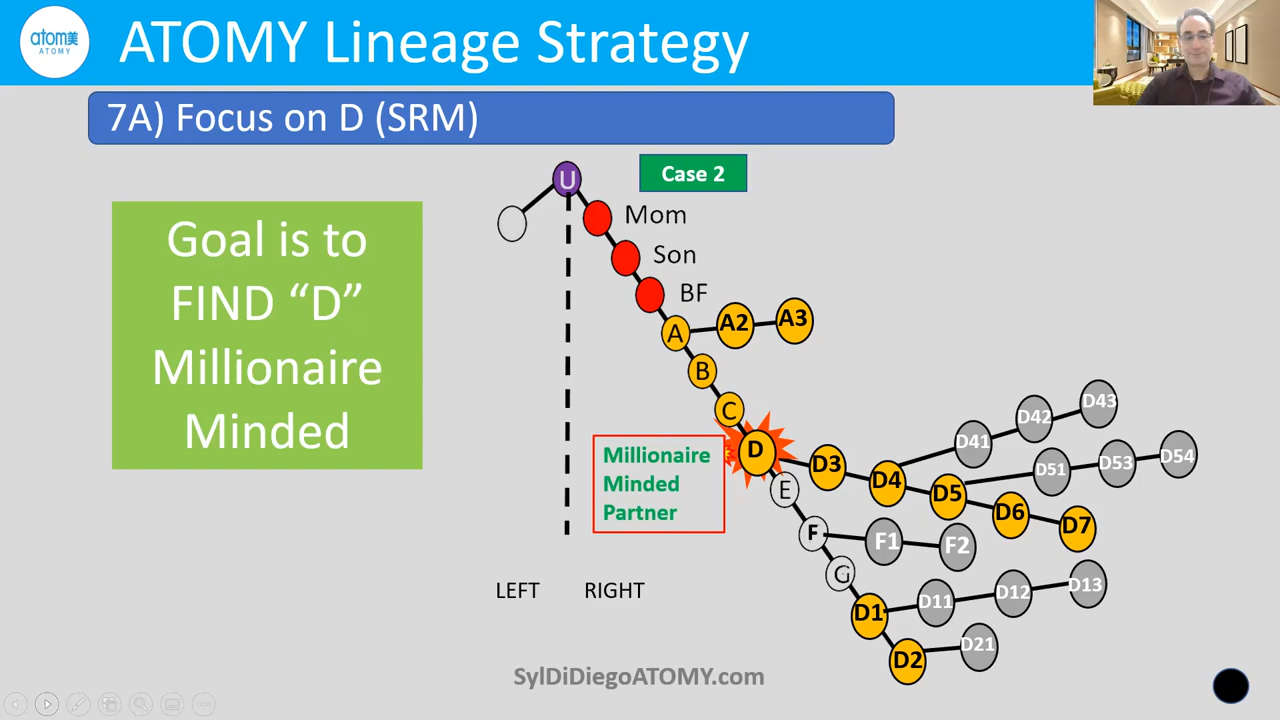 atom美
ATOMY
ATOMY Lineage Strategy
7A) Focus on D (SRM)
Case 2
U
Goal is to
FIND “D”
Millionaire
Minded
Mom
Son
BF
A
A2
A3
B
C
D
Millionaire
Minded
Partner
D3
D4
D5
D6
D7
D41
D42
D43
D51
D53
D54
E
F
F1
F2
G
D1
D11
D12
D13
D2
D21
LEFT
RIGHT
SylDiDiegoATOMY.com